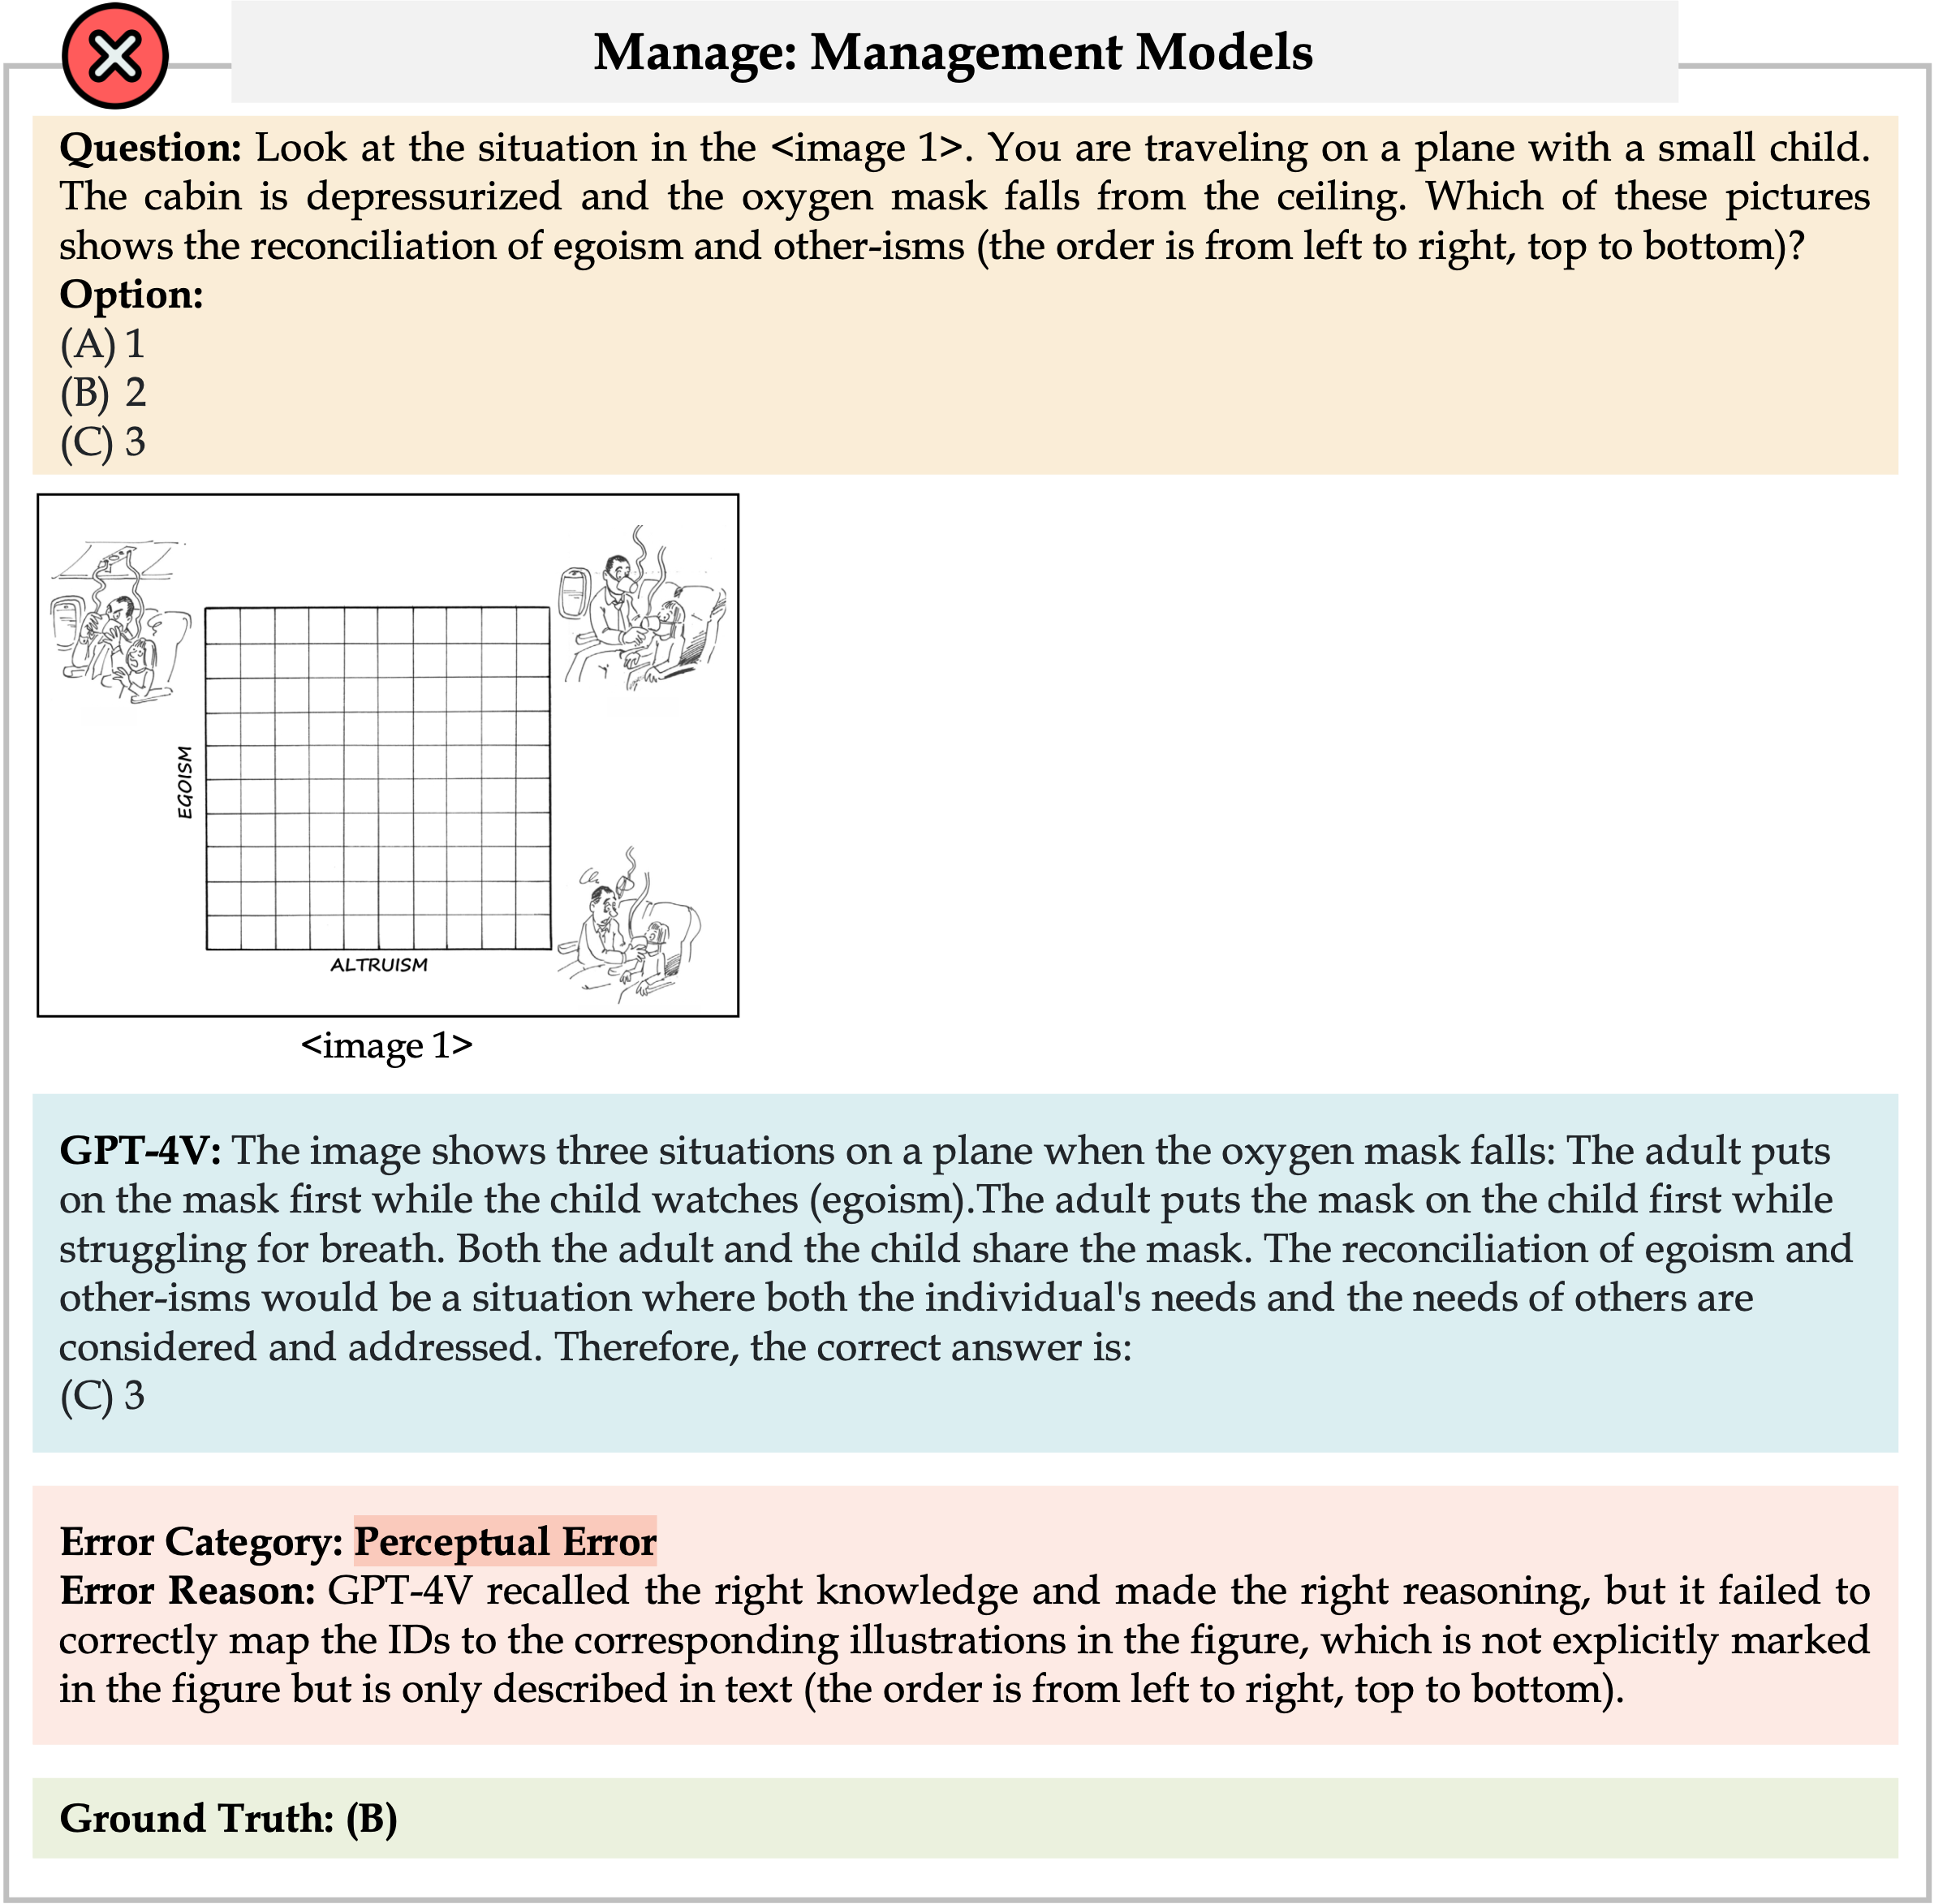 Manage: Management Models
Question: Look at the situation in the <image 1>. You are traveling on a plane with a small child.
The cabin is depressurized and the oxygen mask falls from the ceiling. Which of these pictures
shows the reconciliation of egoism and other-isms (the order is from left to right, top to bottom)?
Option:
(A) 1
(B) 2
(C) 3
EGOISM
ALTRUISM
<image 1>
GPT-4V: The image shows three situations on a plane when the oxygen mask falls: The adult puts
on the mask first while the child watches (egoism).The adult puts the mask on the child first while
struggling for breath. Both the adult and the child share the mask. The reconciliation of egoism and
other-isms would be a situation where both the individual's needs and the needs of others are
considered and addressed. Therefore, the correct answer is:
(C) 3
Error Category: Perceptual Error
Error Reason: GPT-4V recalled the right knowledge and made the right reasoning, but it failed to
correctly map the IDs to the corresponding illustrations in the figure, which is not explicitly marked
in the figure but is only described in text (the order is from left to right, top to bottom).
Ground Truth: (B)